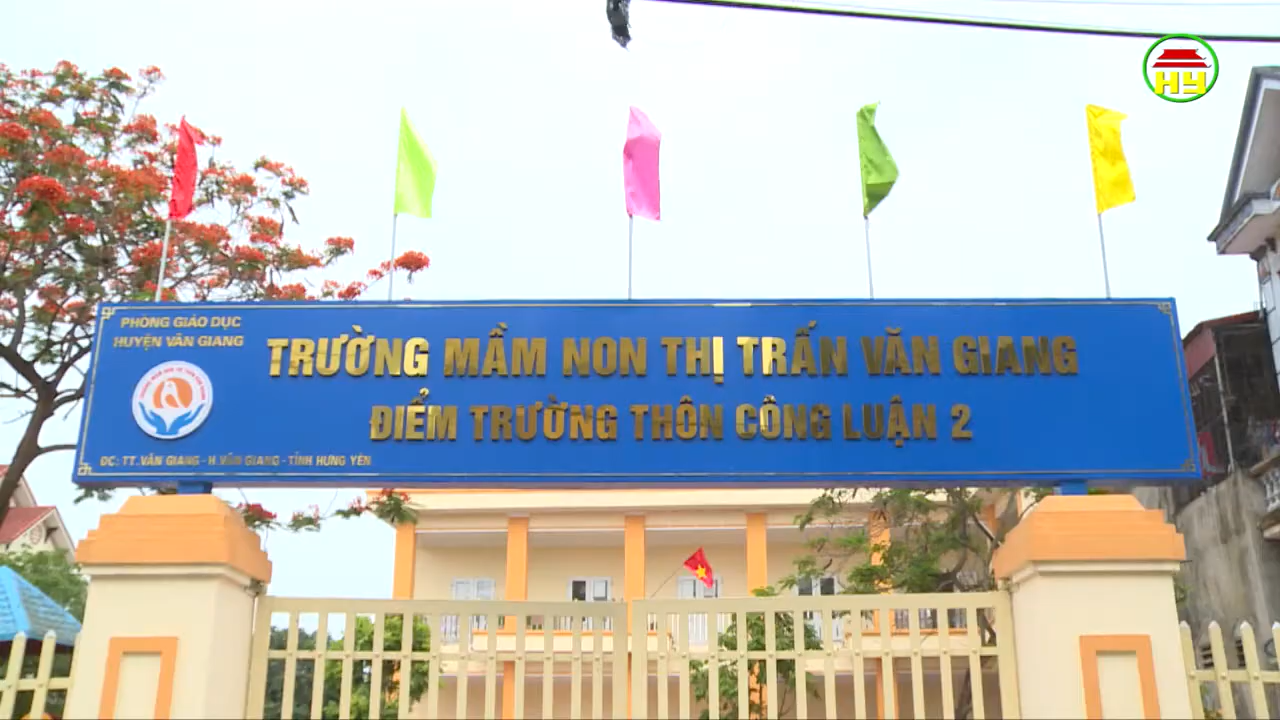 HY
PHÒNG GIÁO DỤC
HUYỆN VĂN GIANG
TRƯỜNG MẦM NON THỊ TRẤN VĂN GIANG
ĐIỂM TRƯỜNG THÔN CÔNG LUẬN 2
ĐC: TT. VĂN GIANG - H. VĂN GIANG - TỈNH HƯNG YÊN